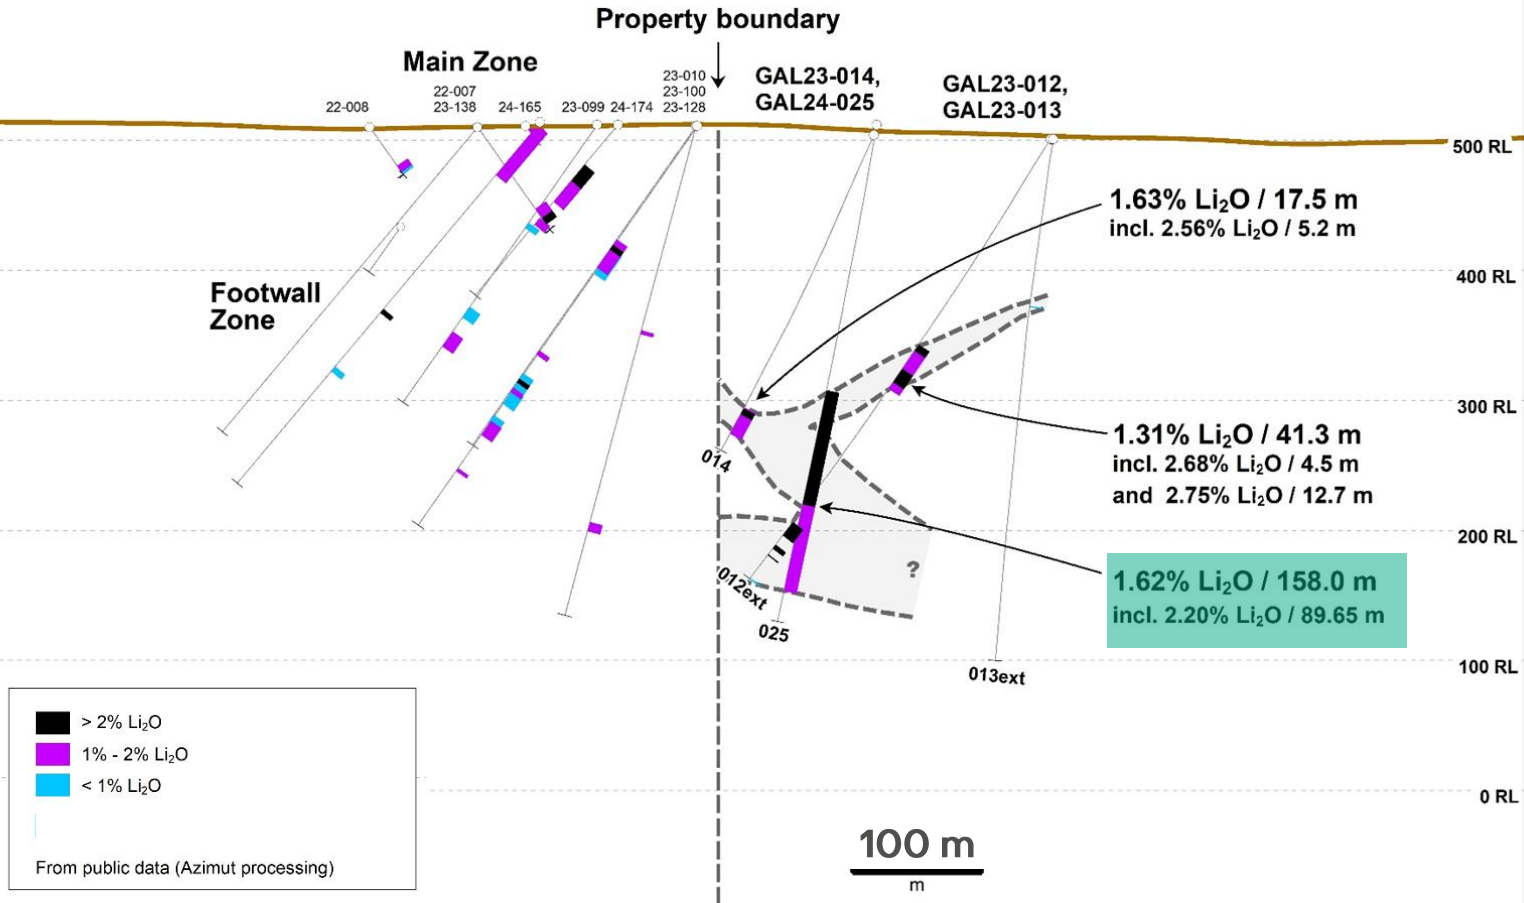 Property boundary
Main Zone
22-008
22-007
23-138
24-165
23-099
24-174
23-010
23-100
23-128
GAL23-014,
GAL24-025
GAL23-012,
GAL23-013
500 RL
1.63% Li₂O / 17.5 m
incl. 2.56% Li₂O / 5.2 m
400 RL
Footwall
Zone
300 RL
1.31% Li₂O / 41.3 m
incl. 2.68% Li₂O / 4.5 m
and 2.75% Li₂O / 12.7 m
014
200 RL
?
012ext
1.62% Li₂O / 158.0 m
incl. 2.20% Li₂O / 89.65 m
025
100 RL
013ext
> 2% Li₂O
1% - 2% Li₂O
< 1% Li₂O
From public data (Azimut processing)
0 RL
100 m
m